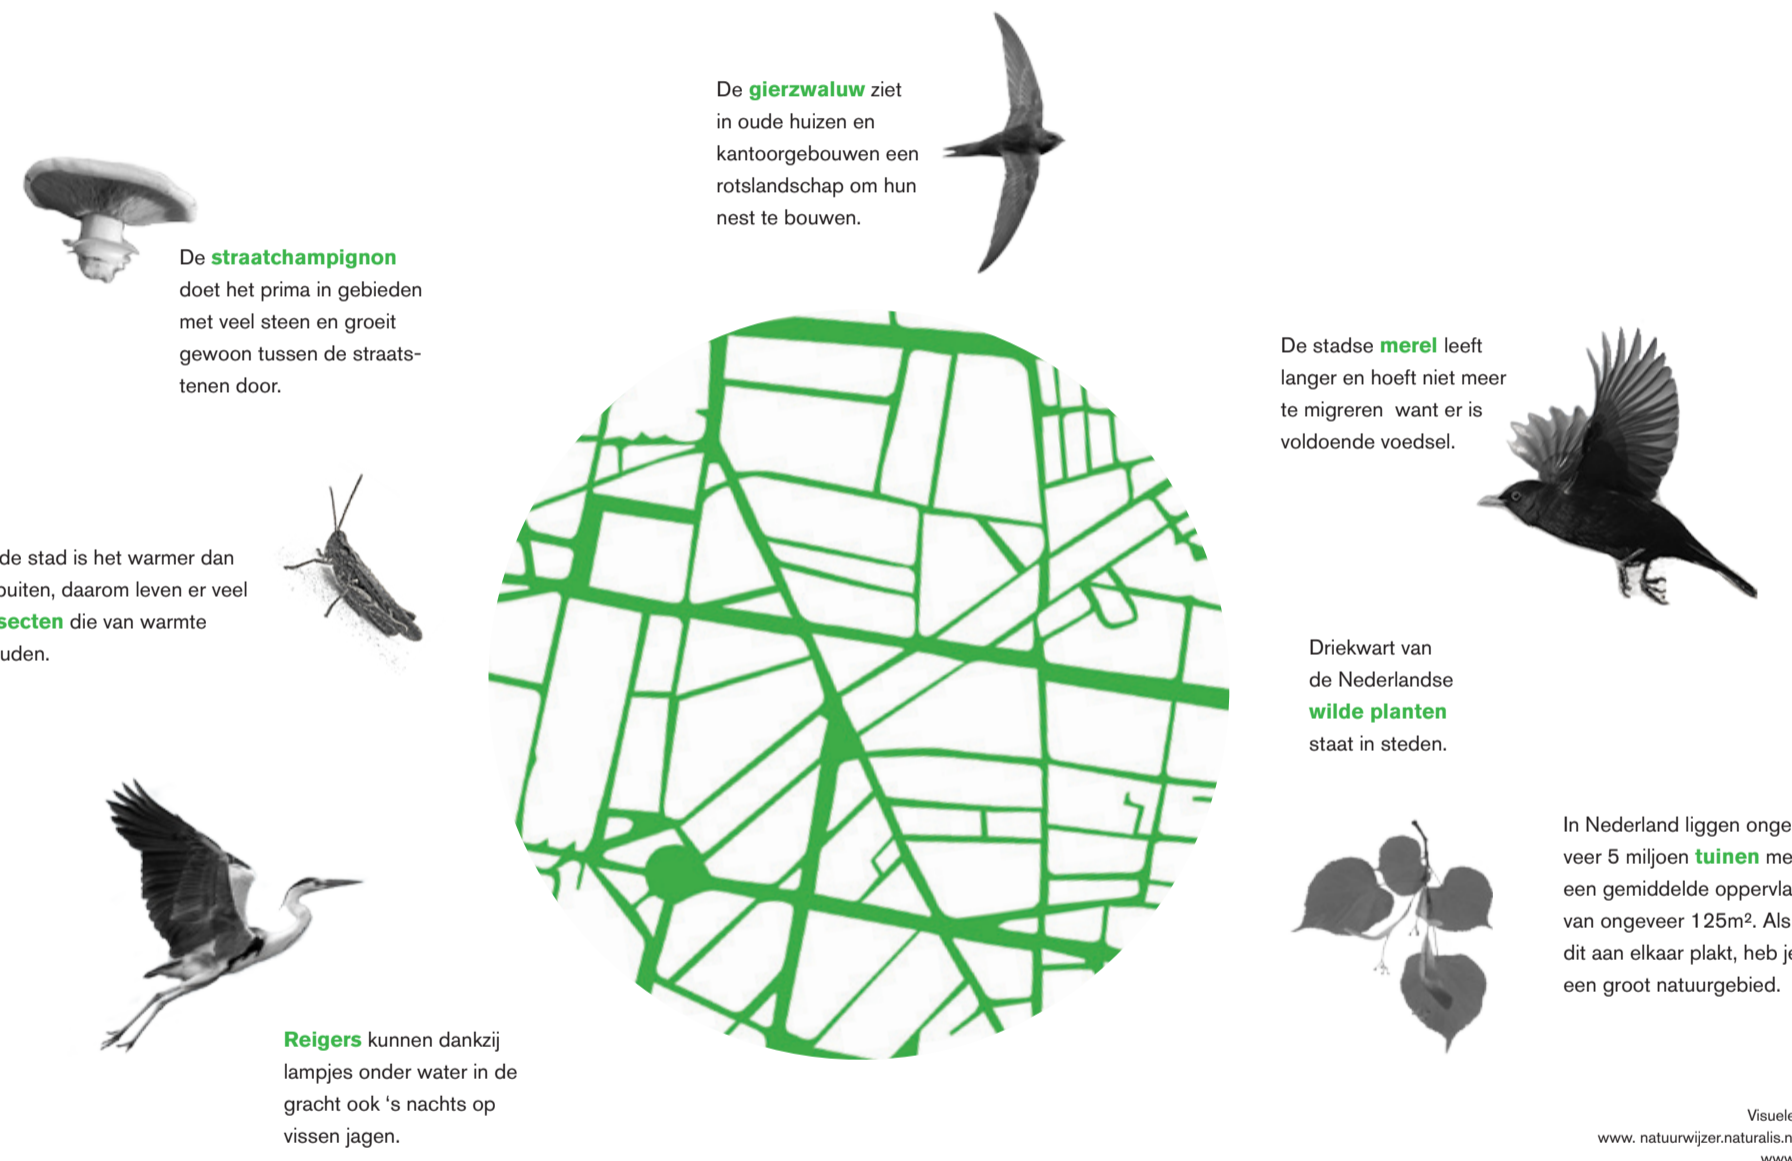 De gierzwaluw ziet
in oude huizen en
kantoorgebouwen een
rotslandschap om hun
nest te bouwen.
De straatchampignon
doet het prima in gebieden
met veel steen en groeit
gewoon tussen de straats-
tenen door.
De stadse merel leeft
langer en hoeft niet meer
te migreren want er is
voldoende voedsel.
de stad is het warmer dan
buiten, daarom leven er veel
secten die van warmte
uden.
Driekwart van
de Nederlandse
wilde planten
staat in steden.
In Nederland liggen onge
veer 5 miljoen tuinen me
een gemiddelde oppervla
van ongeveer 125m². Als
dit aan elkaar plakt, heb je
een groot natuurgebied.
Reigers kunnen dankzij
lampjes onder water in de
gracht ook ‘s nachts op
vissen jagen.
Visuele
www. natuurwijzer.naturalis.n
www